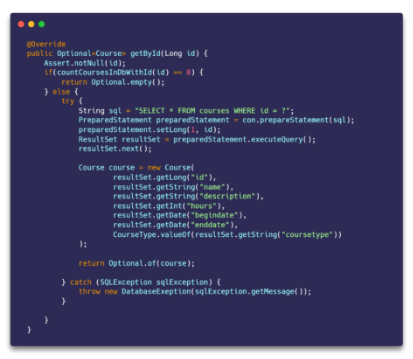 @Override
public Optional<Course> getById(Long id) {
    Assert.notNull(id);
    if(countCoursesInDbWithId(id) == 0) {
        return Optional.empty();
    } else {
        try {
            String sql = "SELECT * FROM courses WHERE id = ?";
            PreparedStatement preparedStatement = con.prepareStatement(sql);
            preparedStatement.setLong(1, id);
            ResultSet resultSet = preparedStatement.executeQuery();
            resultSet.next();

            Course course = new Course(
                    resultSet.getLong("id"),
                    resultSet.getString("name"),
                    resultSet.getString("description"),
                    resultSet.getInt("hours"),
                    resultSet.getDate("begindate"),
                    resultSet.getDate("enddate"),
                    CourseType.valueOf(resultSet.getString("coursetype"))
            );

            return Optional.of(course);

        } catch (SQLException sqlException) {
            throw new DatabaseExeption(sqlException.getMessage());
        }

    }
}